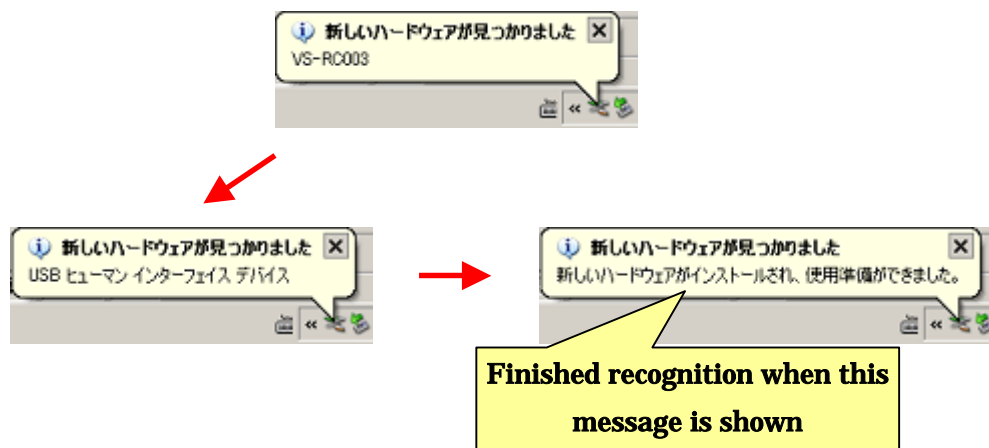 新しいハードウェアが見つかりました
VS-RC003
新しいハードウェアが見つかりました
USB ヒューマン インターフェイス デバイス
新しいハードウェアが見つかりました
新しいハードウェアがインストールされ、使用準備ができました。
Finished recognition when this
message is shown